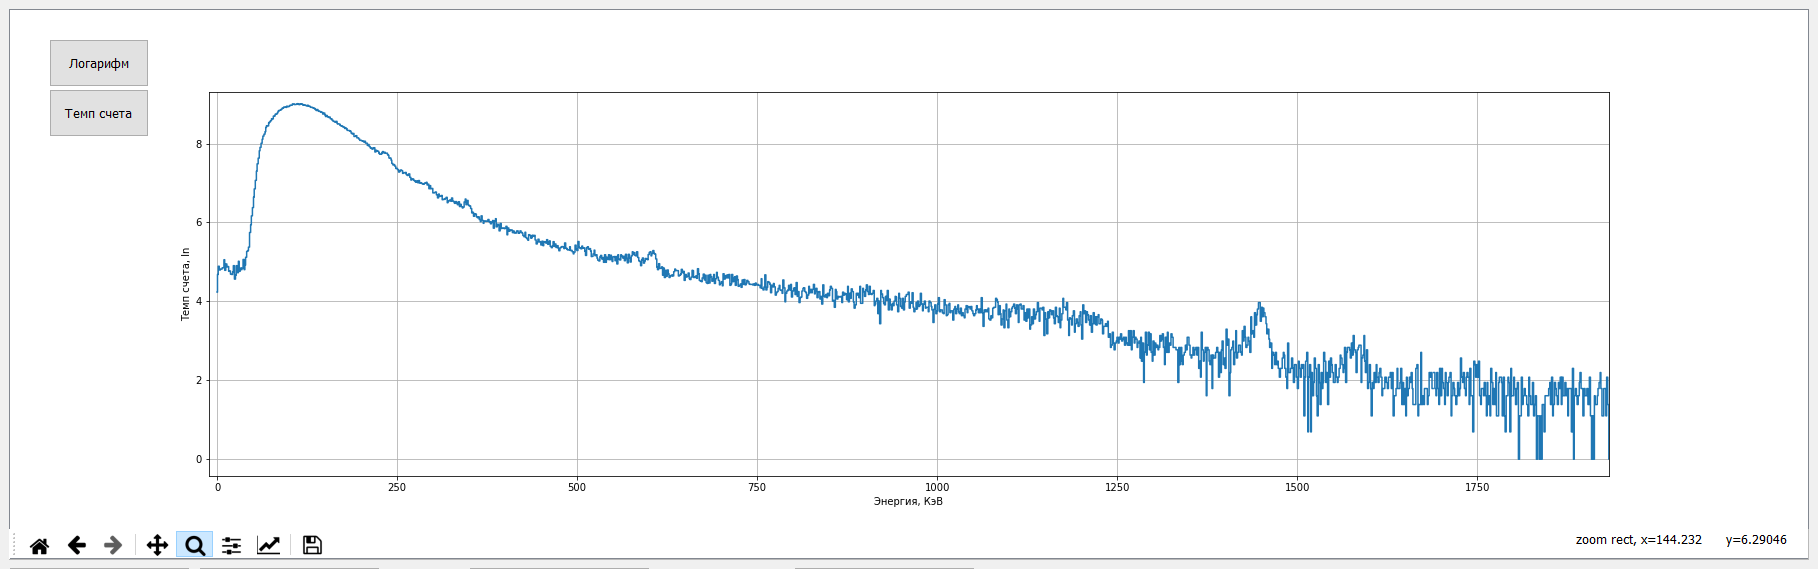 Логарифм
Темп счета
Темп счета, ln
8
6
4
2
0
0 250 500 750 1000 1250 1500 1750
Энергия, КэВ
zoom rect, x=144.232 y=6.29046